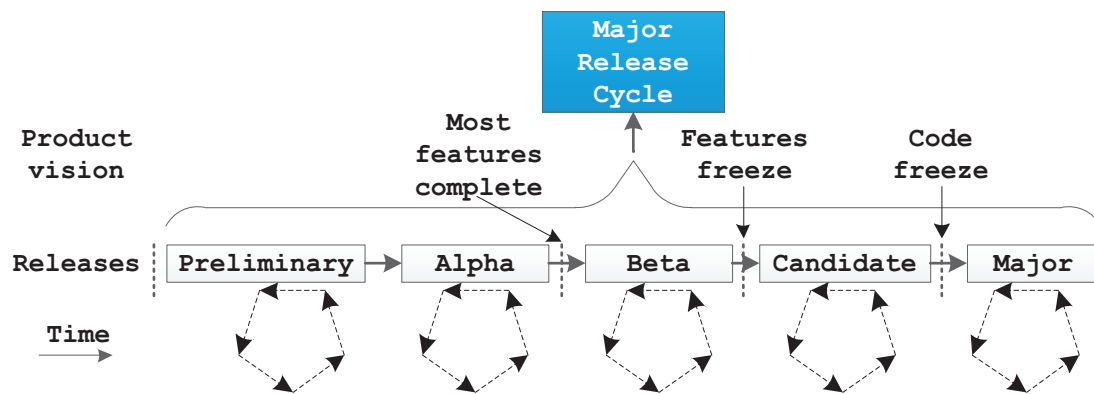 Major
Release
Cycle
Product
vision
Most
features
complete
Features
freeze
Code
freeze
Releases
Preliminary
Alpha
Beta
Candidate
Major
Time